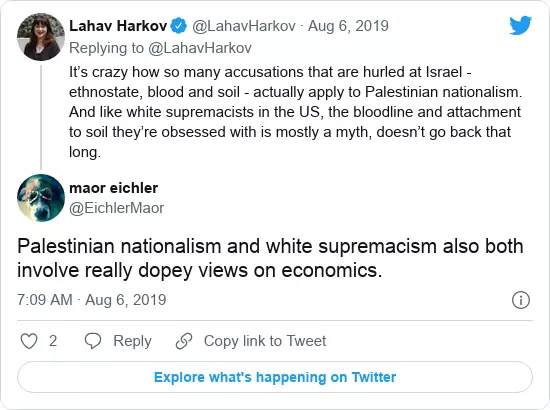 Lahav Harkov @LahavHarkov · Aug 6, 2019
Replying to @LahavHarkov
It’s crazy how so many accusations that are hurled at Israel -
ethnostate, blood and soil - actually apply to Palestinian nationalism.
And like white supremacists in the US, the bloodline and attachment
to soil they’re obsessed with is mostly a myth, doesn’t go back that
long.
maor eichler
@EichlerMaor
Palestinian nationalism and white supremacism also both
involve really dopey views on economics.
7:09 AM · Aug 6, 2019
2 Reply Copy link to Tweet
Explore what's happening on Twitter